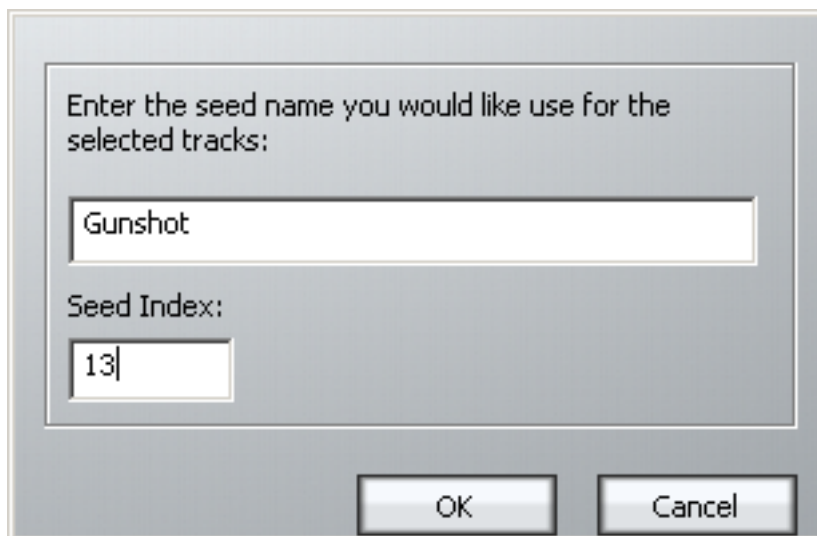 Enter the seed name you would like use for the
selected tracks:
Gunshot
Seed Index:
13
OK
Cancel